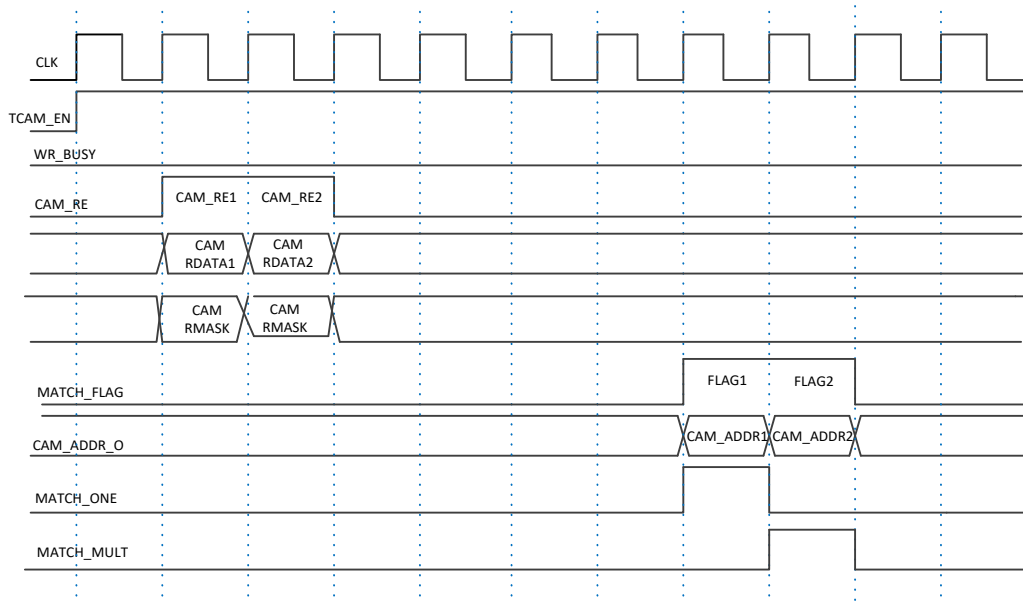 CLK
TCAM_EN
WR_BUSY
CAM_RE
CAM_RE1 CAM_RE2
CAM CAM
RDATA1 RDATA2
CAM CAM
RMASK RMASK
MATCH_FLAG
FLAG1 FLAG2
CAM_ADDR_O
CAM_ADDR1 CAM_ADDR2
MATCH_ONE
MATCH_MULT